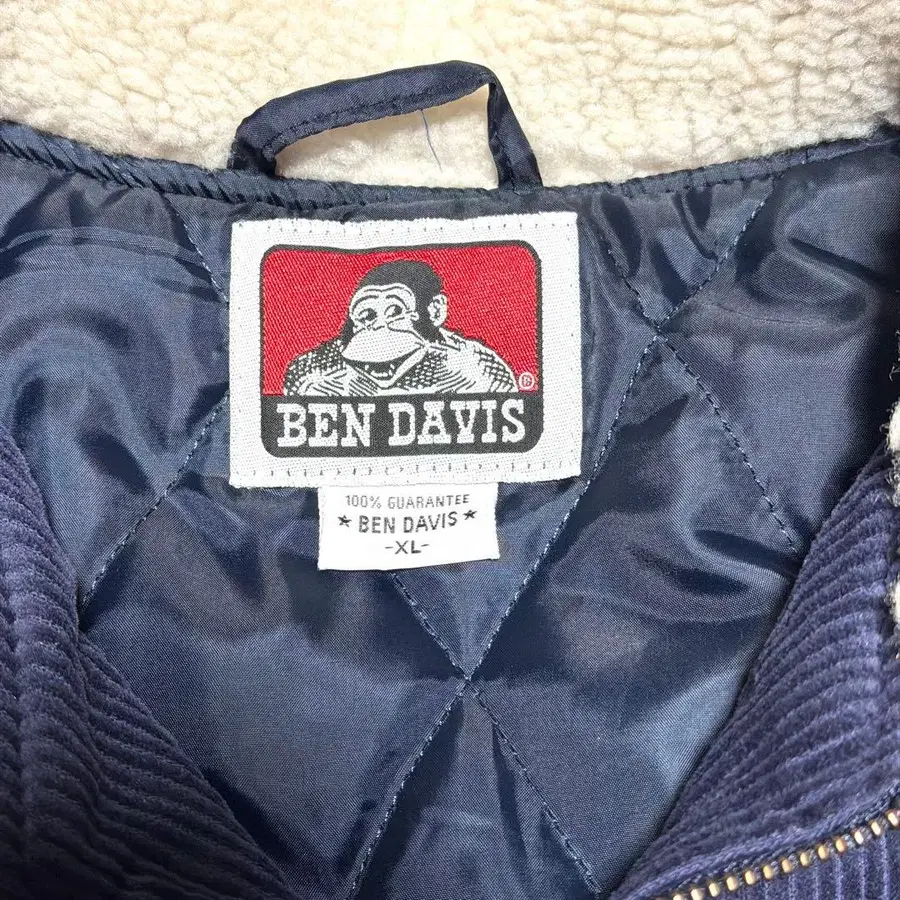 ®
BEN DAVIS
100% GUARANTEE
★ BEN DAVIS ★
-XL-